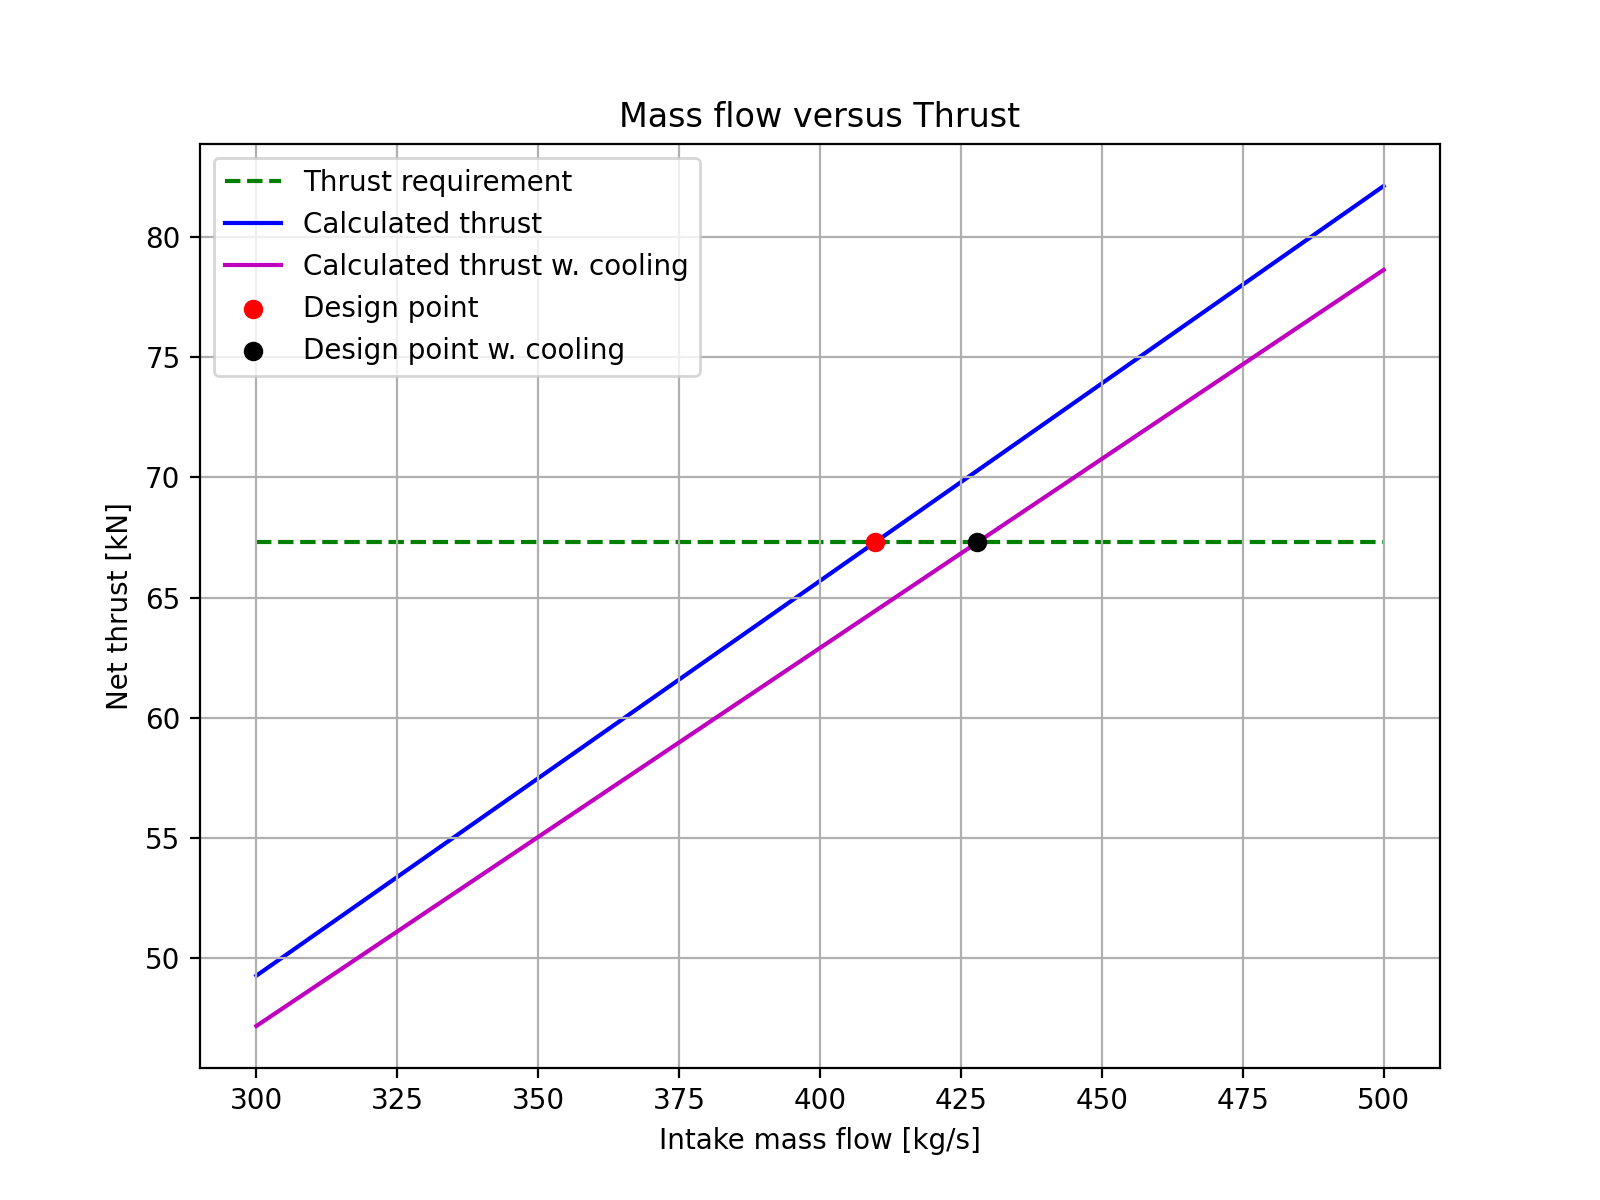 Mass flow versus Thrust
Thrust requirement
Calculated thrust
Calculated thrust w. cooling
Design point
Design point w. cooling
80
75
70
65
60
55
50
Net thrust [kN]
300 325 350 375 400 425 450 475 500
Intake mass flow [kg/s]